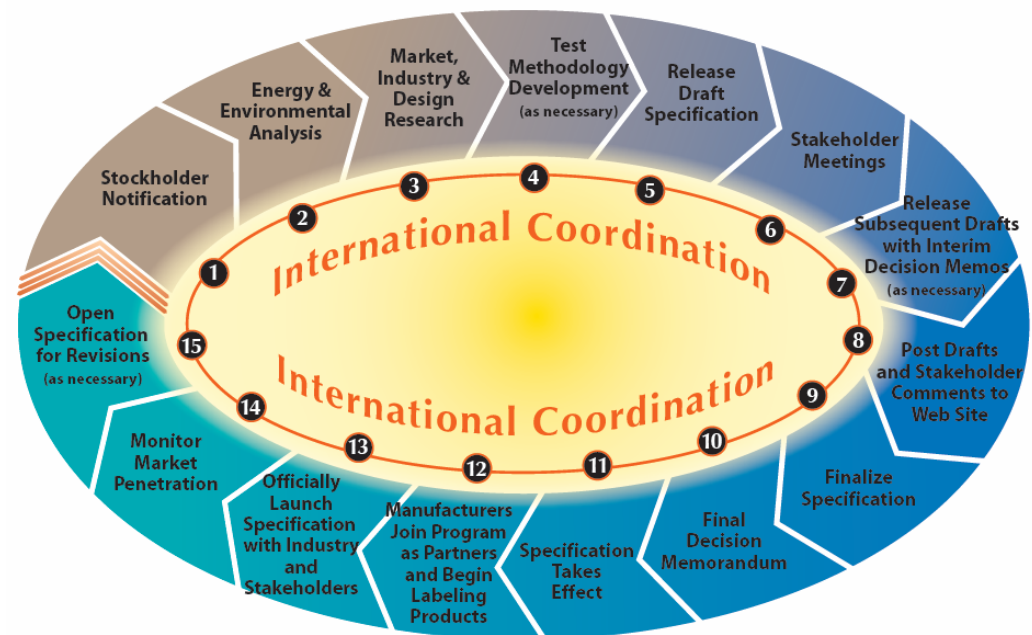 Stockholder
Notification
Energy &
Environmental
Analysis
Market,
Industry &
Design
Research
Test
Methodology
Development
(as necessary)
Release
Draft
Specification
Stakeholder
Meetings
Release
Subsequent Drafts
with Interim
Decision Memos
(as necessary)
Post Drafts
and Stakeholder
Comments to
Web Site
Finalize
Specification
Final
Decision
Memorandum
Specification
Takes
Effect
Manufacturers
Join Program
as Partners
and Begin
Labeling
Products
Officially
Launch
Specification
with Industry
and
Stakeholders
Monitor
Market
Penetration
Open
Specification
for Revisions
(as necessary)
1
2
3
4
5
6
7
8
9
10
11
12
13
14
15
International Coordination
International Coordination